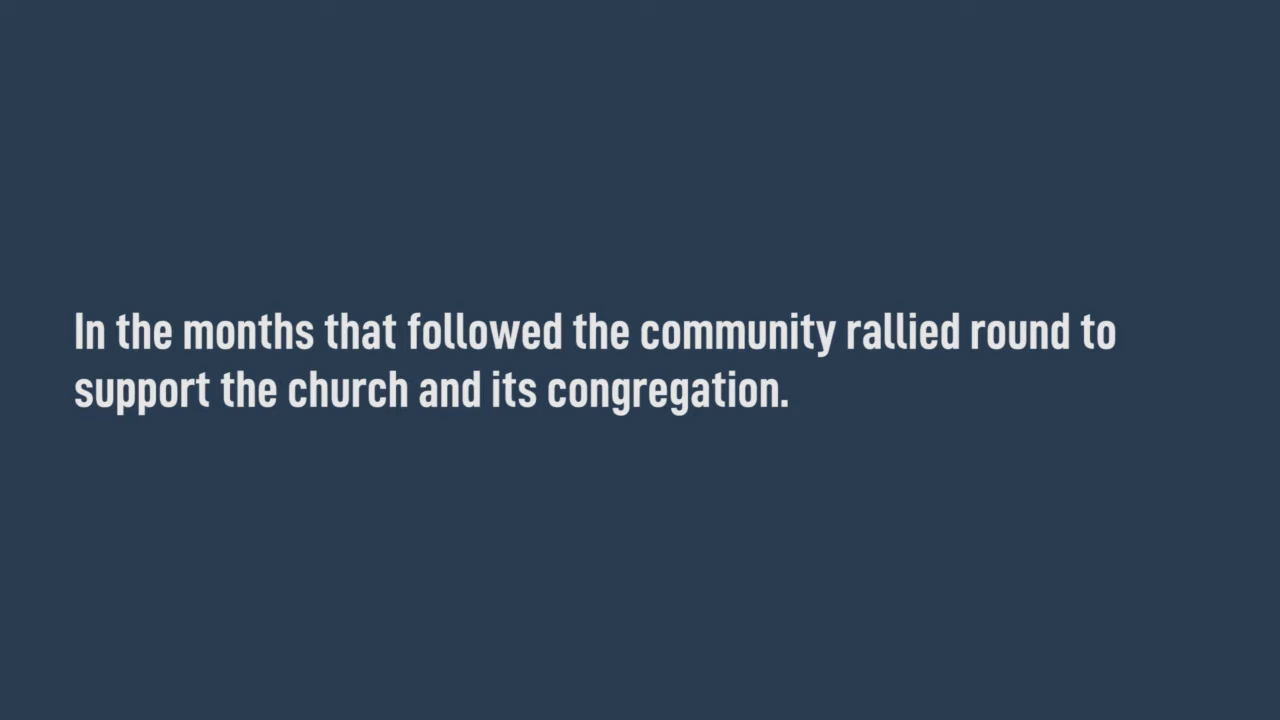 In the months that followed the community rallied round to
support the church and its congregation.